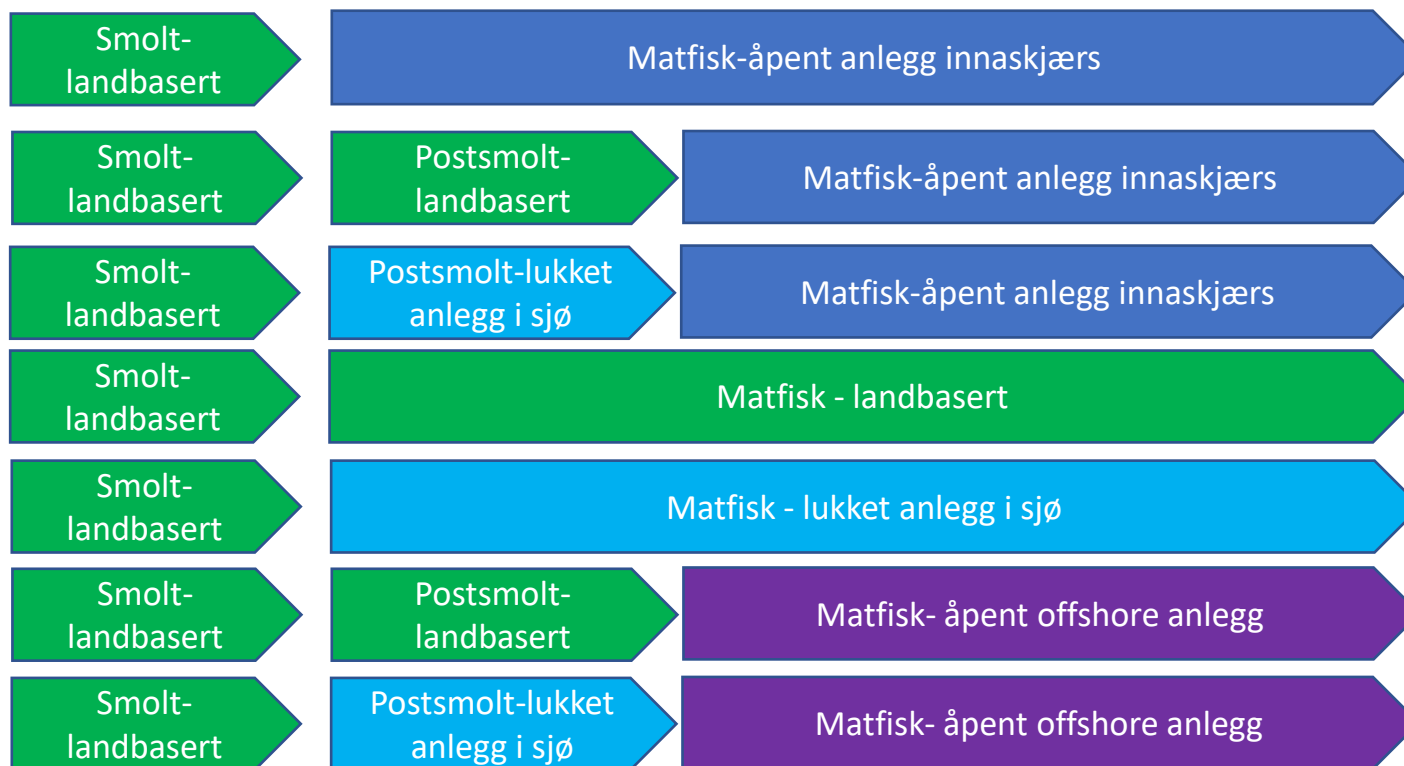 Smolt-
landbasert
Matfisk-åpent anlegg innaskjærs
Smolt-
landbasert
Postsmolt-
landbasert
Matfisk-åpent anlegg innaskjærs
Smolt-
landbasert
Postsmolt-lukket
anlegg i sjø
Matfisk-åpent anlegg innaskjærs
Smolt-
landbasert
Matfisk - landbasert
Smolt-
landbasert
Matfisk - lukket anlegg i sjø
Smolt-
landbasert
Postsmolt-
landbasert
Matfisk- åpent offshore anlegg
Smolt-
landbasert
Postsmolt-lukket
anlegg i sjø
Matfisk- åpent offshore anlegg